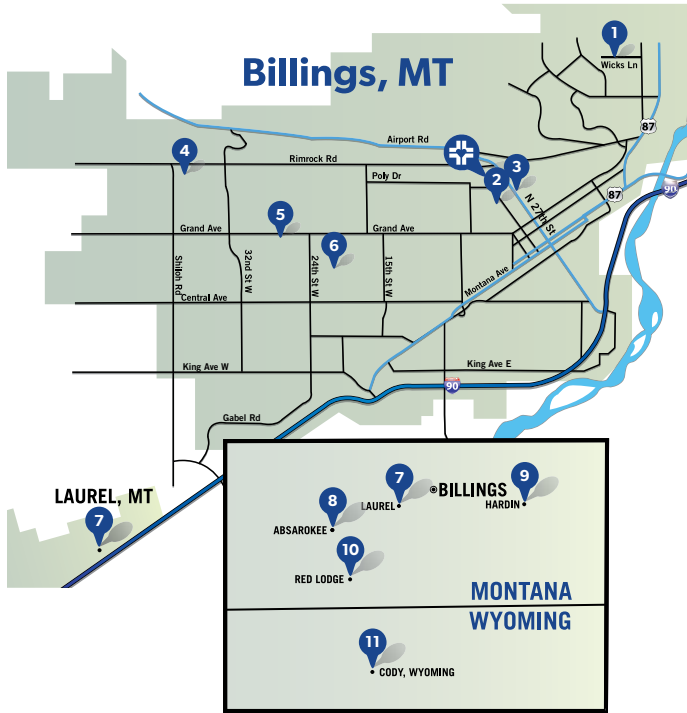 1
Wicks Ln
Billings, MT
87
Airport Rd
4
Rimrock Rd
3
2
Poly Dr
90
87
N 27th St
5
Grand Ave
Grand Ave
6
Shiloh Rd
32nd St W
24th St W
15th St W
Montana Ave
Central Ave
King Ave W
King Ave E
90
Gabel Rd
LAUREL, MT
7
7
LAUREL
BILLINGS
9
HARDIN
8
ABSAROKEE
10
RED LODGE
MONTANA
WYOMING
11
CODY, WYOMING